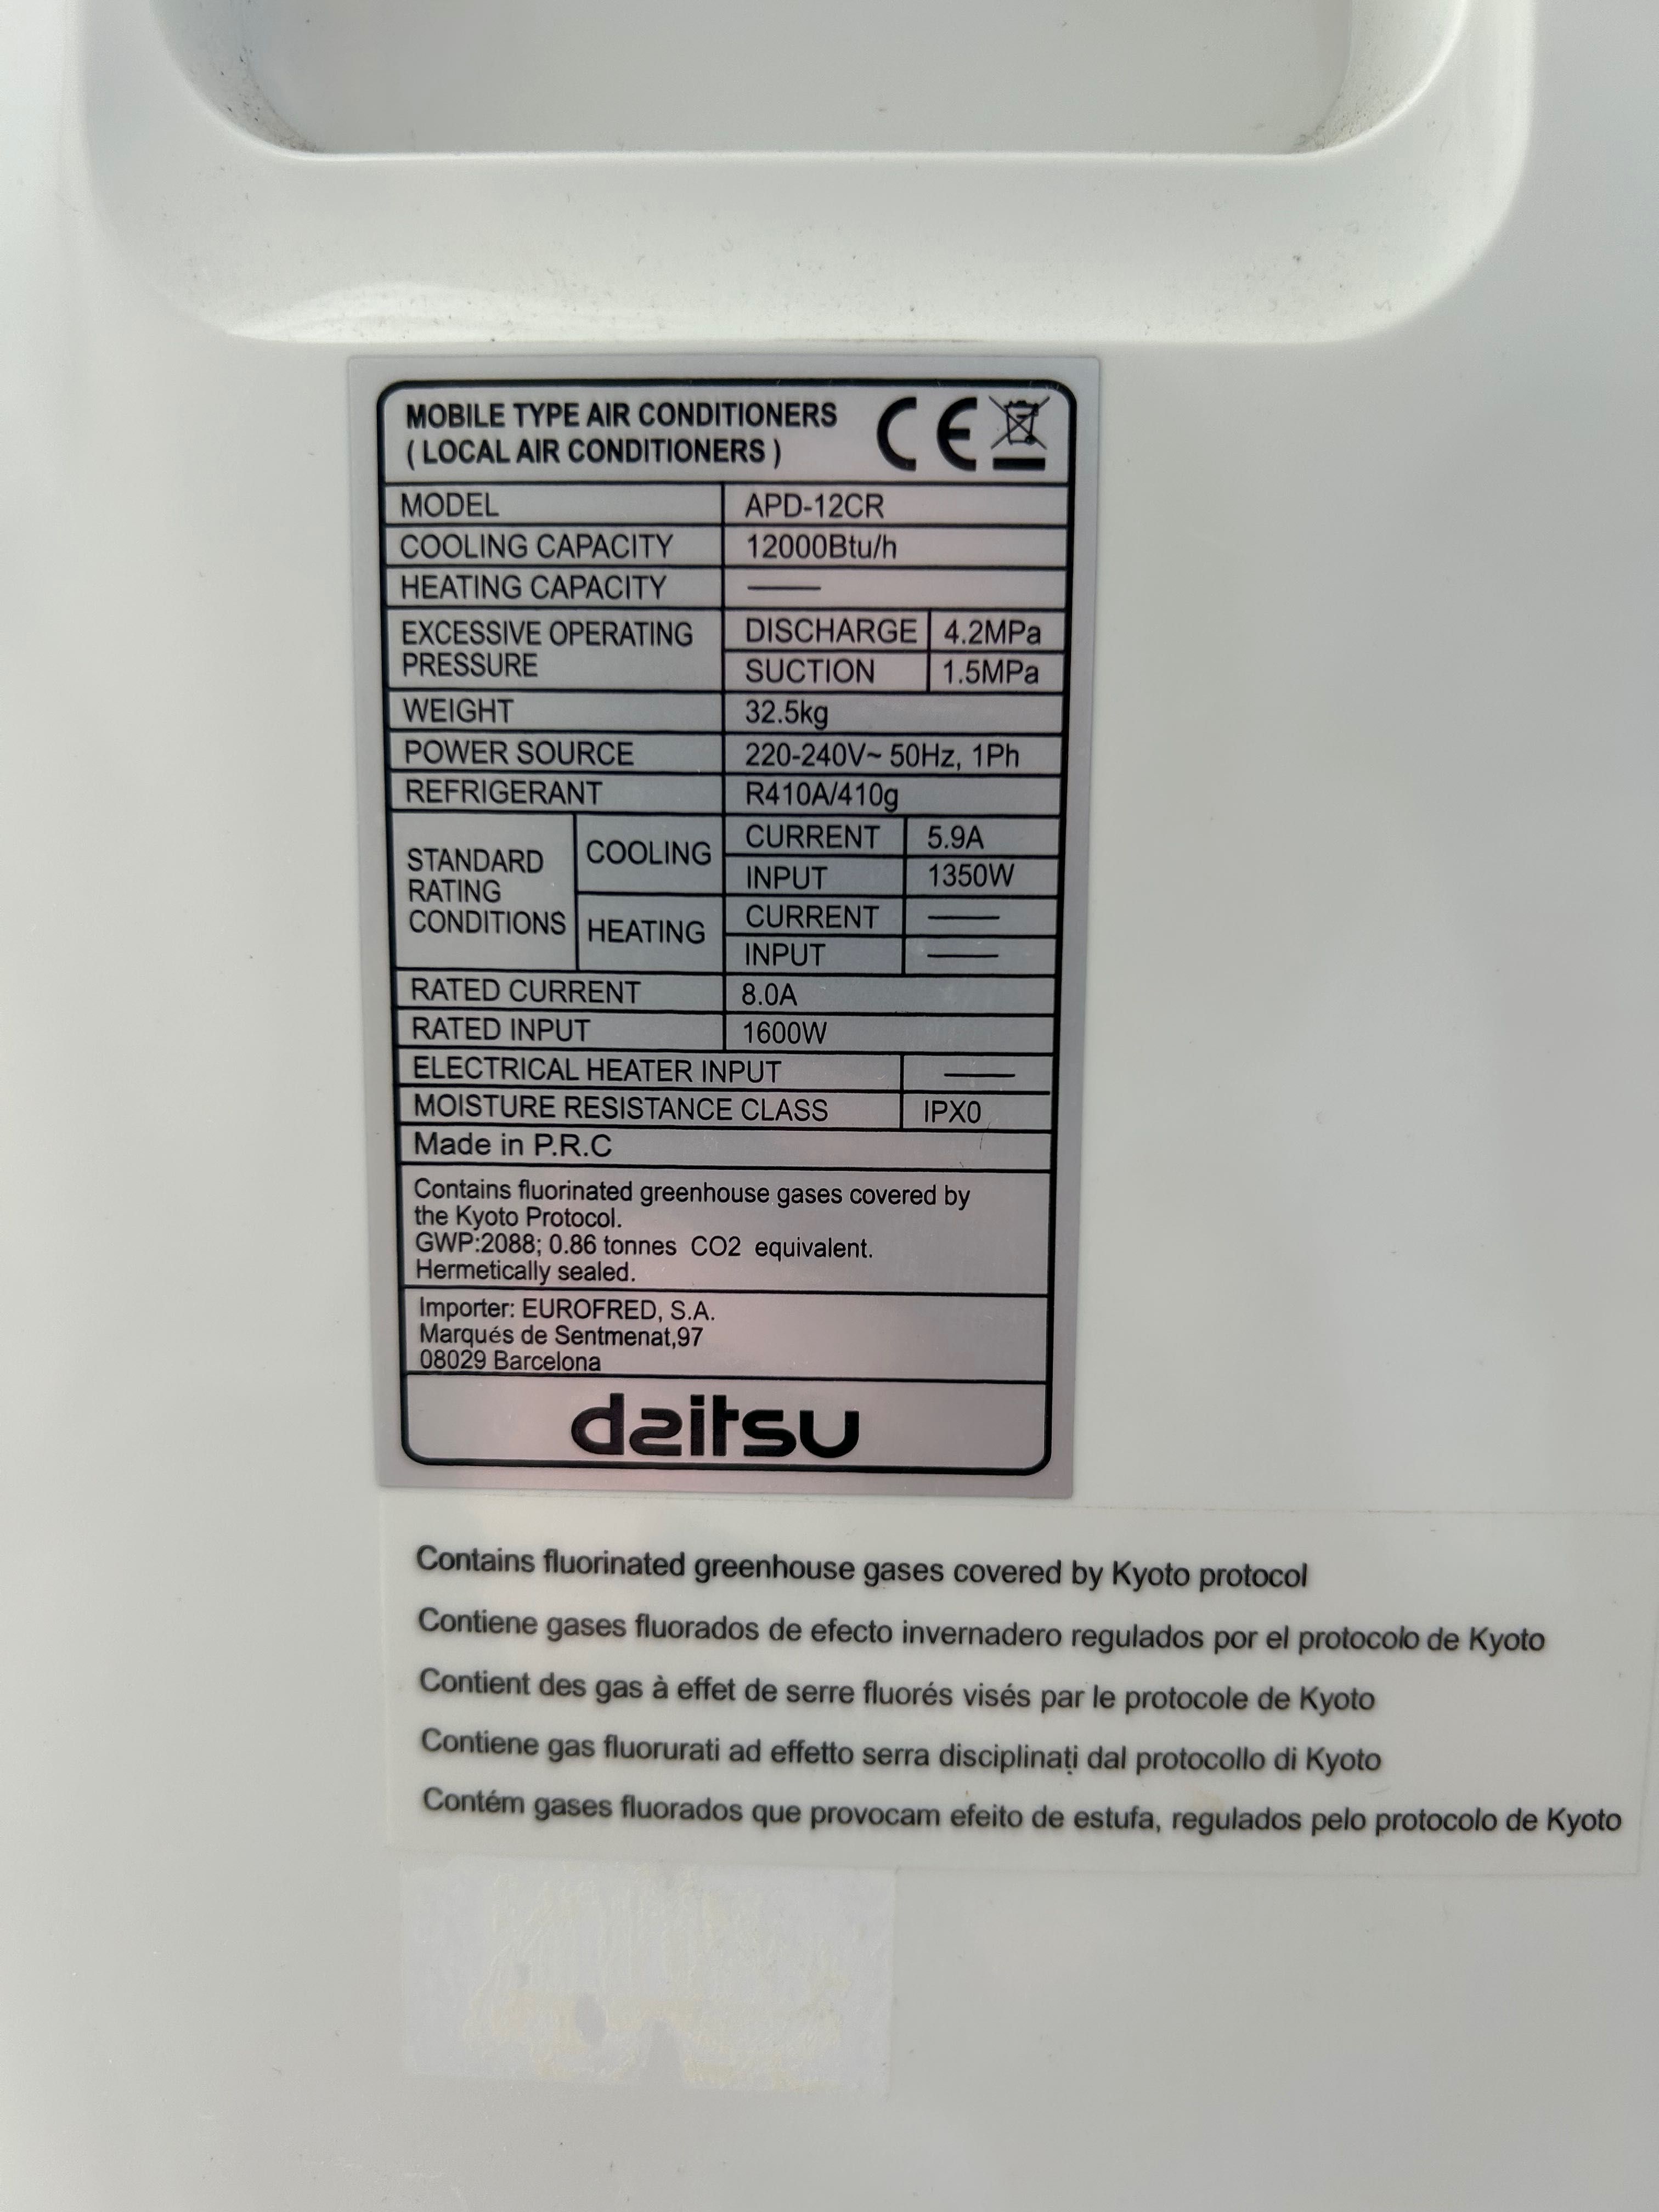 MOBILE TYPE AIR CONDITIONERS
( LOCAL AIR CONDITIONERS )
CE
MODEL APD-12CR
COOLING CAPACITY 12000Btu/h
HEATING CAPACITY ——
EXCESSIVE OPERATING PRESSURE DISCHARGE 4.2MPa
SUCTION 1.5MPa
WEIGHT 32.5kg
POWER SOURCE 220-240V~ 50Hz, 1Ph
REFRIGERANT R410A/410g
STANDARD RATING CONDITIONS COOLING CURRENT 5.9A
INPUT 1350W
HEATING CURRENT ——
INPUT ——
RATED CURRENT 8.0A
RATED INPUT 1600W
ELECTRICAL HEATER INPUT ——
MOISTURE RESISTANCE CLASS IPX0
Made in P.R.C
Contains fluorinated greenhouse gases covered by
the Kyoto Protocol.
GWP:2088; 0.86 tonnes CO2 equivalent.
Hermetically sealed.
Importer: EUROFRED, S.A.
Marqués de Sentmenat,97
08029 Barcelona
daitsu
Contains fluorinated greenhouse gases covered by Kyoto protocol
Contiene gases fluorados de efecto invernadero regulados por el protocolo de Kyoto
Contient des gas à effet de serre fluorés visés par le protocole de Kyoto
Contiene gas fluorurati ad effetto serra disciplinati dal protocollo di Kyoto
Contém gases fluorados que provocam efeito de estufa, regulados pelo protocolo de Kyoto